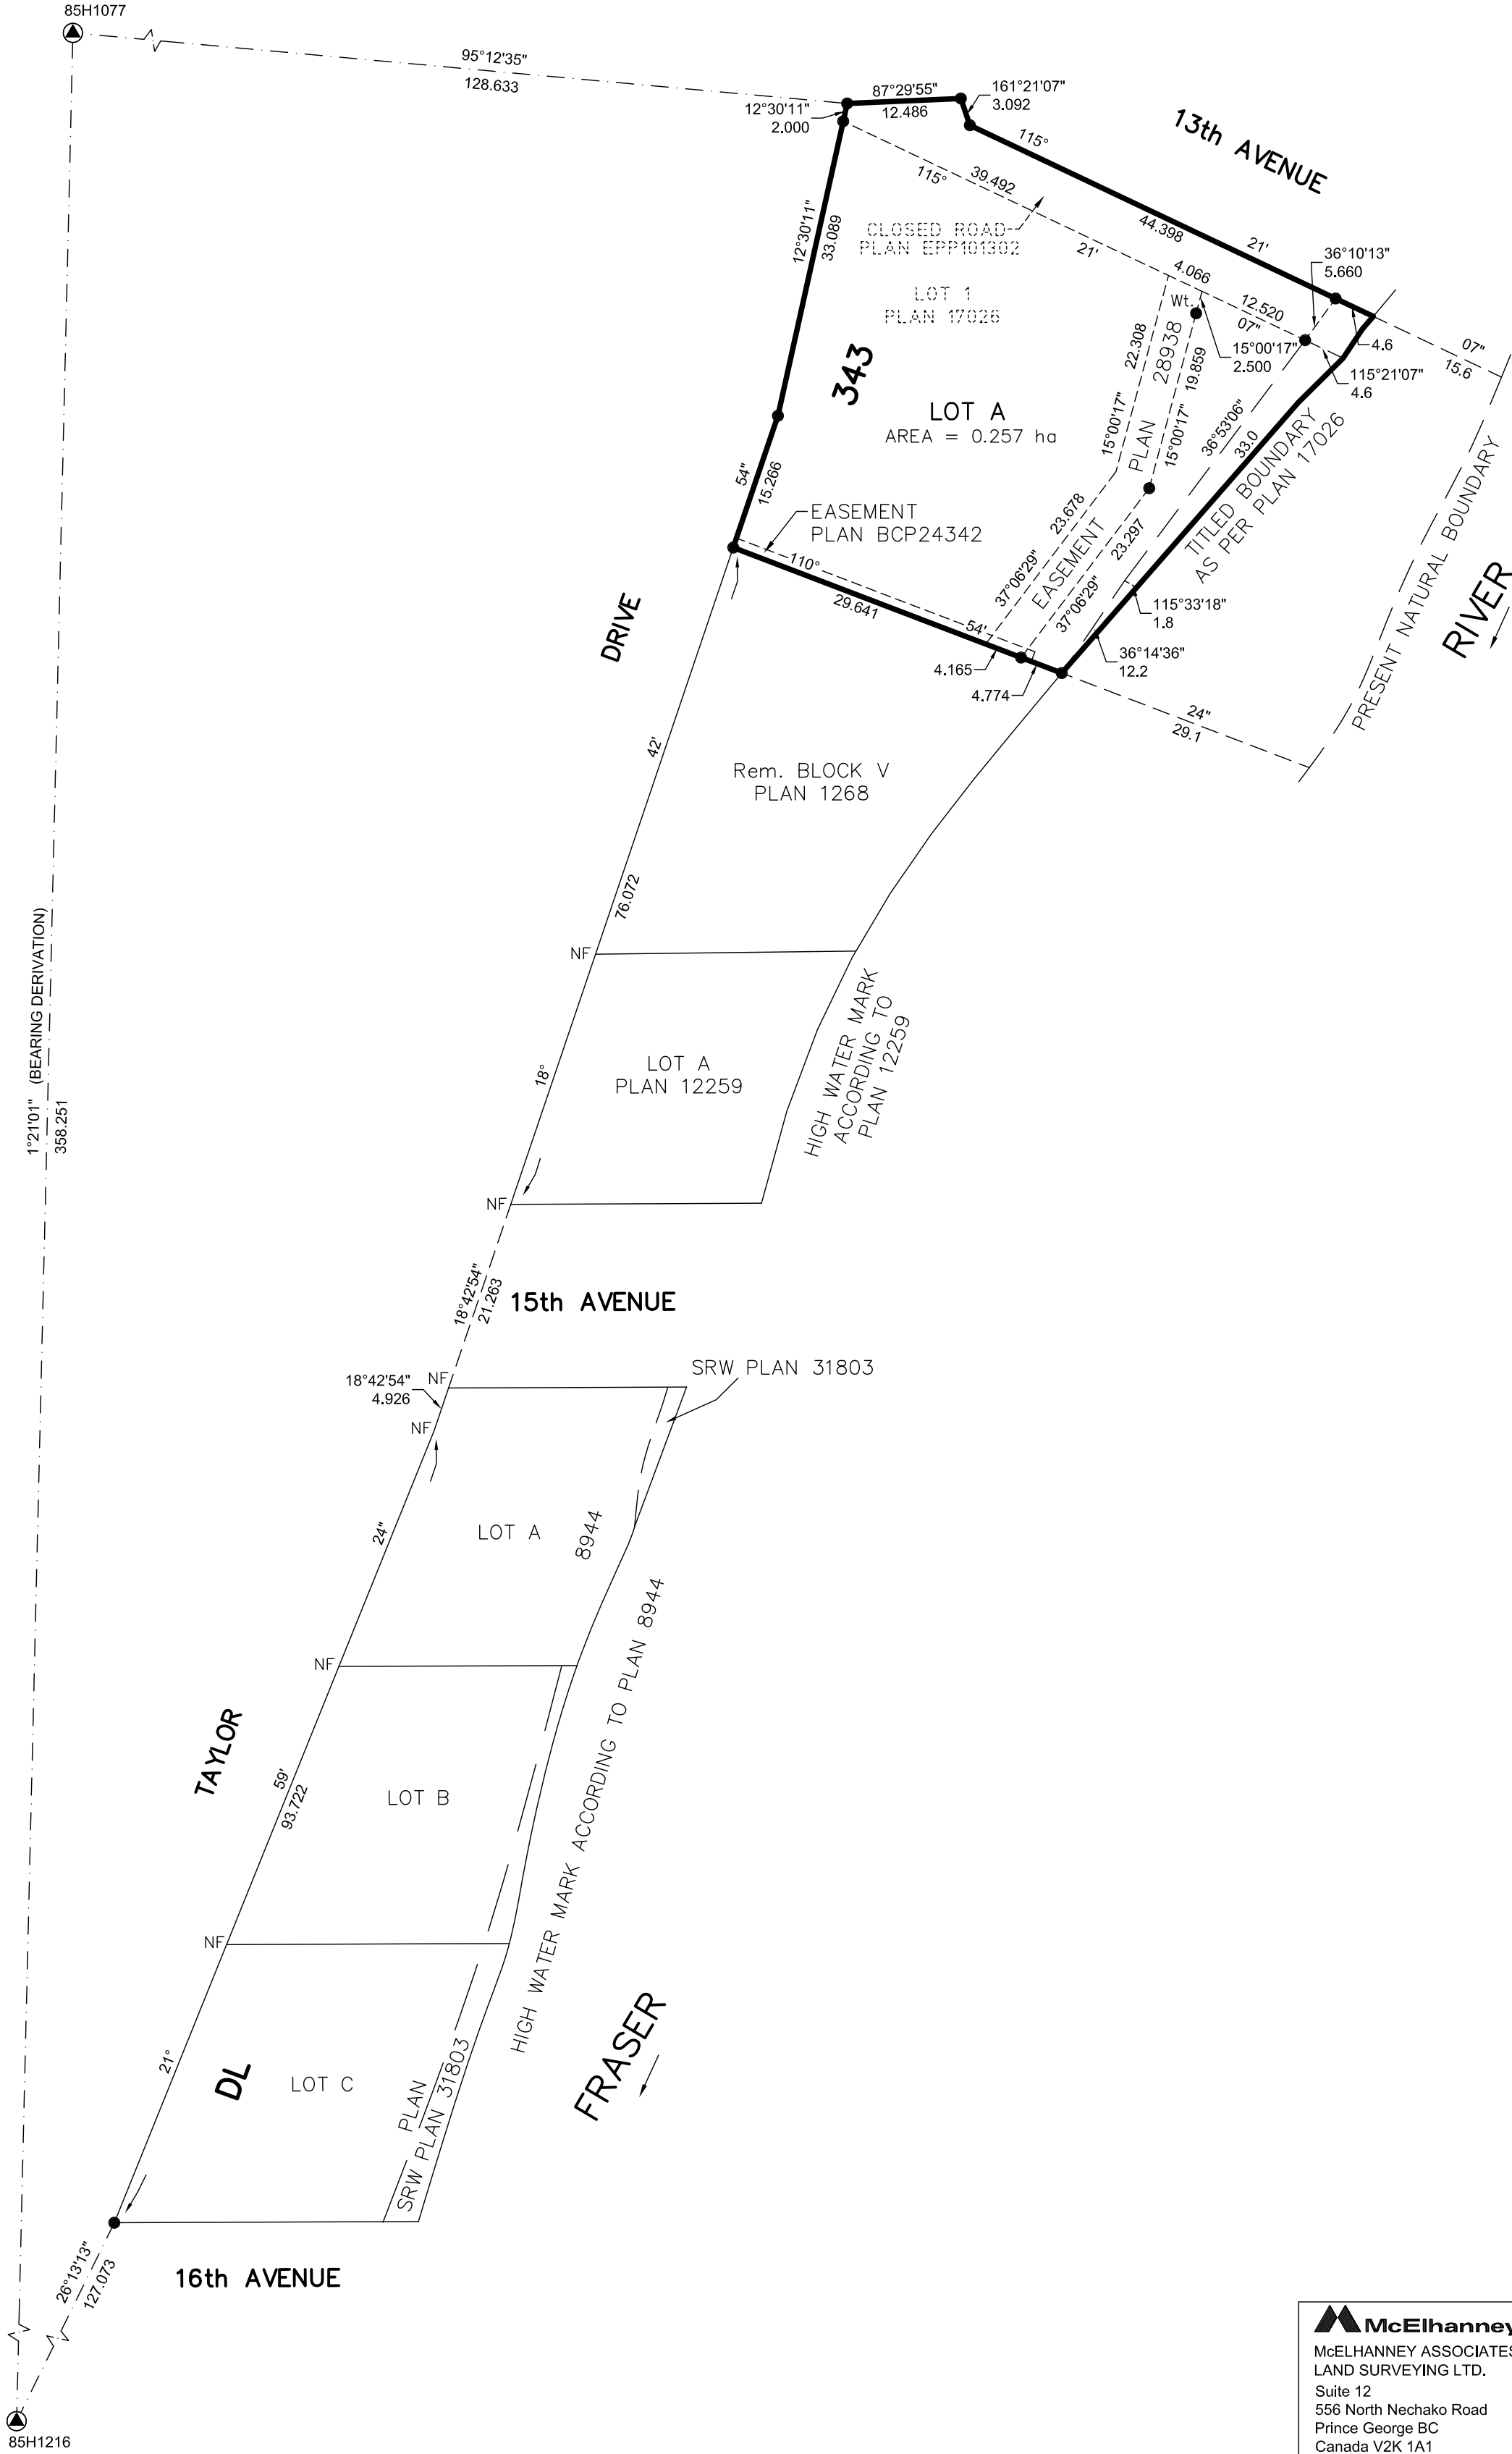 85H1077
95°12'35"
128.633
87°29'55"
12.486
161°21'07"
3.092
12°30'11"
2.000
13th AVENUE
115°
44.398
21'
07"
15.6
115°
39.492
21'
4.066
12.520
07"
36°10'13"
5.660
4.6
115°21'07"
4.6
CLOSED ROAD
PLAN EPP101302
LOT 1
PLAN 17026
12°30'11"
33.089
343
LOT A
AREA = 0.257 ha
Wt.
15°00'17"
2.500
15°00'17"
22.308
PLAN 28938
15°00'17"
19.859
36°53'06"
33.0
TITLED BOUNDARY
AS PER PLAN 17026
PRESENT NATURAL BOUNDARY
RIVER
54"
15.266
EASEMENT
PLAN BCP24342
37°06'29"
23.678
EASEMENT
37°06'29"
23.297
110°
29.641
54'
115°33'18"
1.8
36°14'36"
12.2
4.165
4.774
24"
29.1
DRIVE
42'
76.072
Rem. BLOCK V
PLAN 1268
NF
1°21'01" (BEARING DERIVATION)
358.251
LOT A
PLAN 12259
18°
HIGH WATER MARK
ACCORDING TO
PLAN 12259
NF
18°42'54"
21.263
15th AVENUE
SRW PLAN 31803
18°42'54"
4.926
NF
NF
24"
LOT A
8944
NF
HIGH WATER MARK ACCORDING TO PLAN 8944
TAYLOR
59'
93.722
LOT B
NF
21°
DL
LOT C
PLAN
SRW PLAN 31803
FRASER
26°13'13"
127.073
16th AVENUE
85H1216
McElhanney
McELHANNEY ASSOCIATES
LAND SURVEYING LTD.
Suite 12
556 North Nechako Road
Prince George BC
Canada V2K 1A1